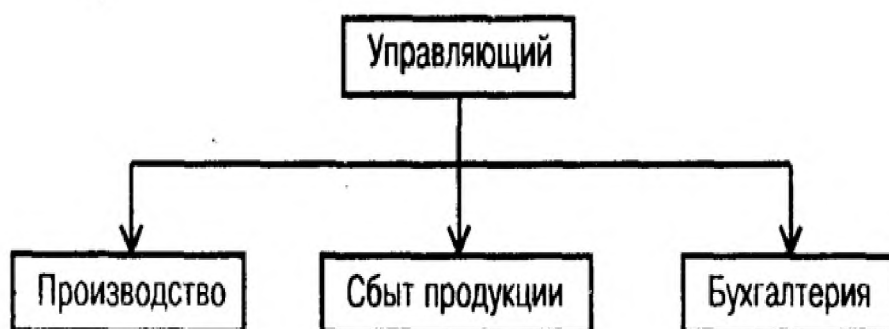 Управляющий
Производство
Сбыт продукции
Бухгалтерия